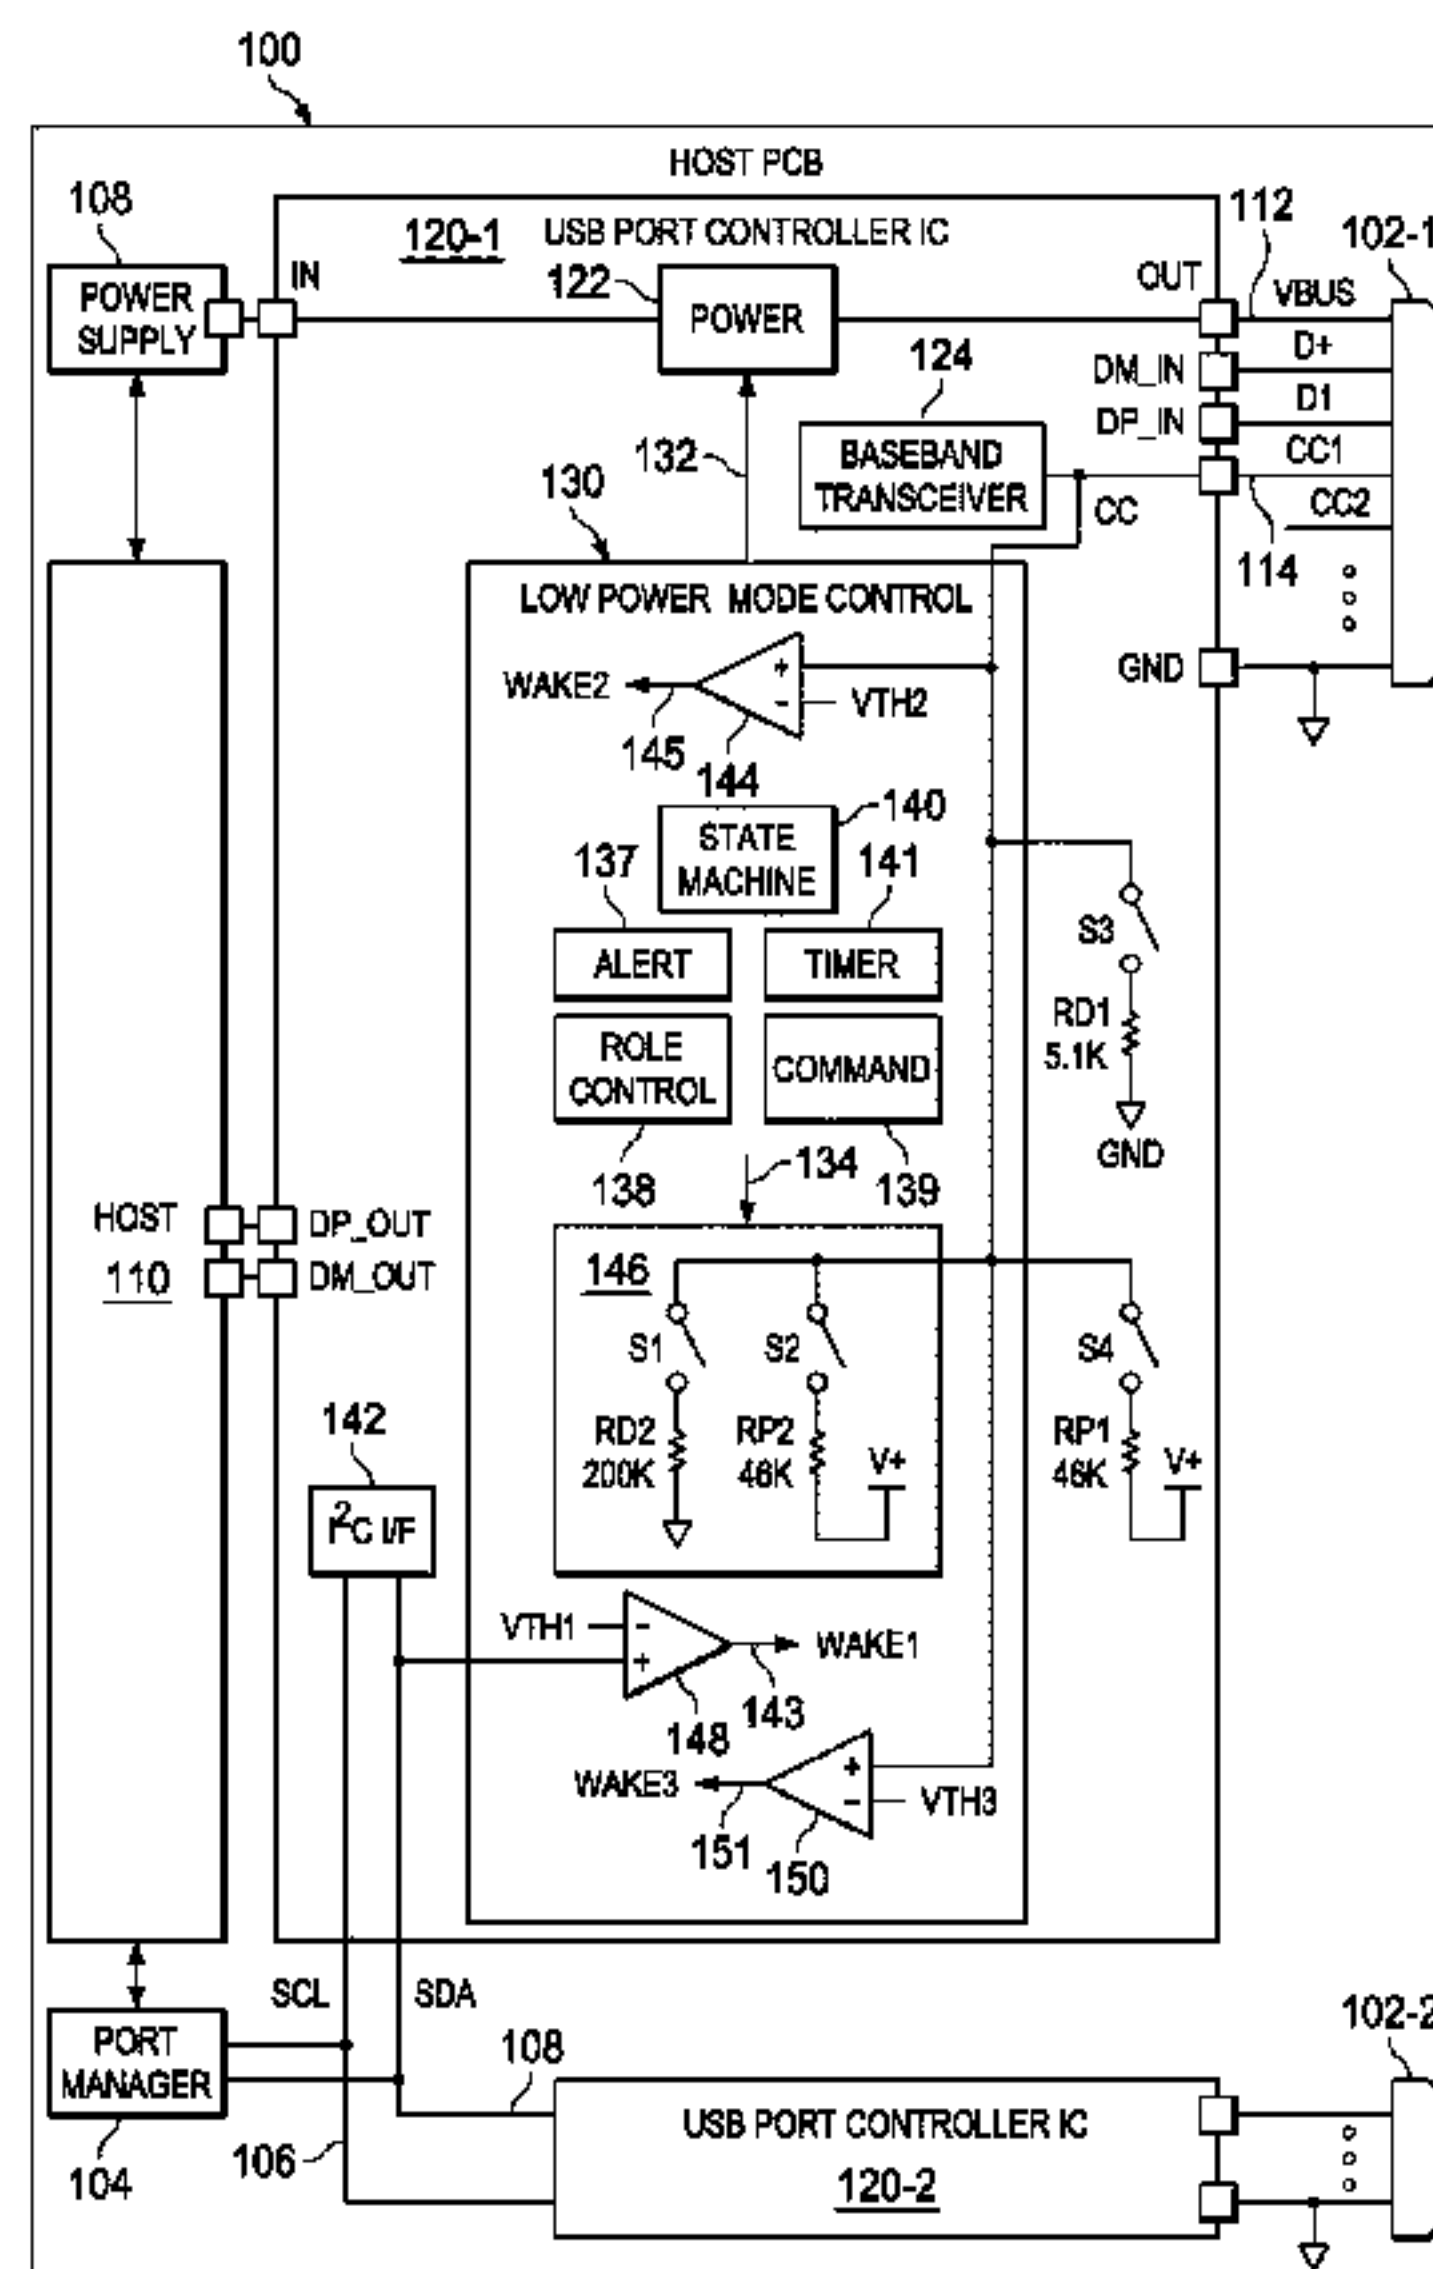 100
HOST PCB
108
120-1
USB PORT CONTROLLER IC
112
102-1
POWER
SUPPLY
IN
122
POWER
OUT
VBUS
D+
DM_IN
124
D1
DP_IN
132
BASEBAND
TRANSCEIVER
CC1
130
CC
CC2
114
LOW POWER MODE CONTROL
WAKE2
+
-
VTH2
GND
145
144
140
STATE
MACHINE
137
141
S3
ALERT
TIMER
RD1
5.1K
ROLE
CONTROL
COMMAND
GND
134
138
139
HOST
110
DP_OUT
DM_OUT
146
S1
S2
S4
142
RD2
200K
RP2
46K
V+
RP1
46K
V+
I2C I/F
VTH1
-
+
WAKE1
148
143
WAKE3
+
-
VTH3
151
150
SCL
SDA
102-2
PORT
MANAGER
108
USB PORT CONTROLLER IC
104
106
120-2